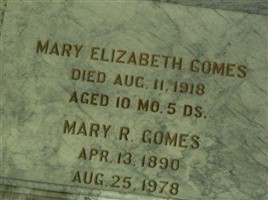 MARY ELIZABETH GOMES
DIED AUG. 11, 1918
AGED 10 MO. 5 DS.
MARY R. GOMES
APR. 13, 1890
AUG. 25, 1978